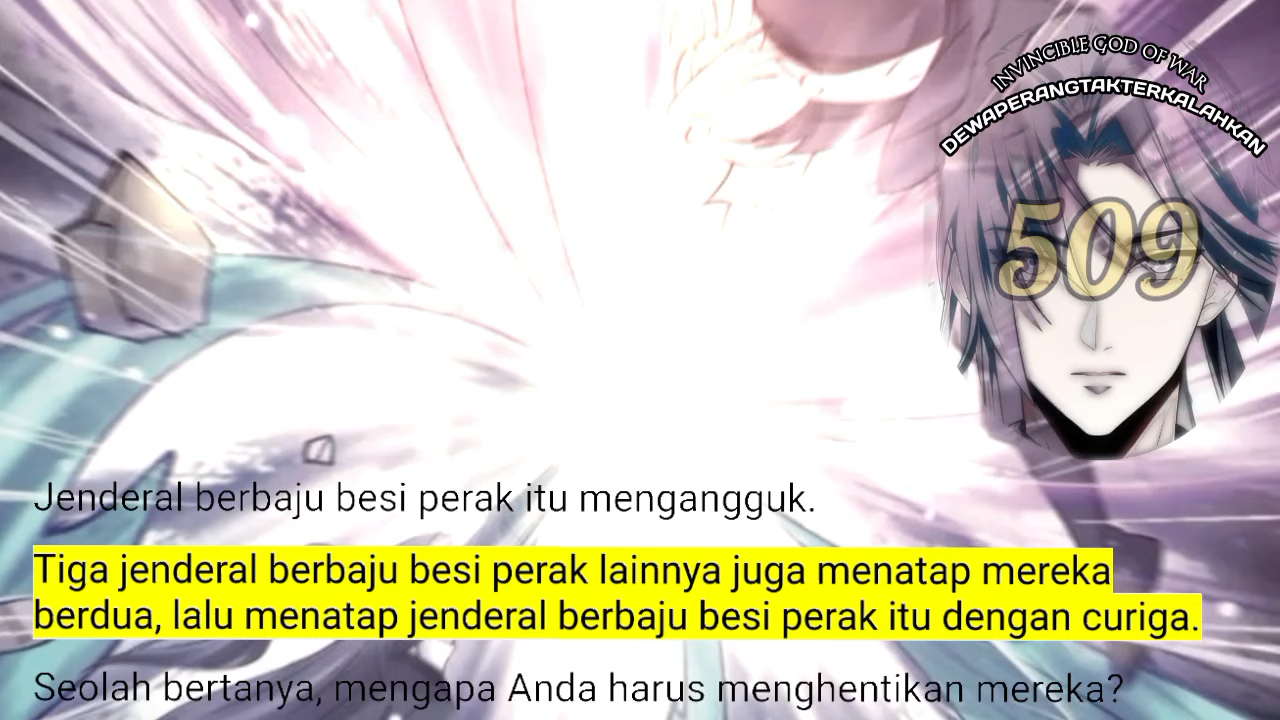 INVINCIBLE GOD OF WAR
DEWAPERANGTAKTERKALAHKAN
509
Jenderal berbaju besi perak itu mengangguk.
Tiga jenderal berbaju besi perak lainnya juga menatap mereka
berdua, lalu menatap jenderal berbaju besi perak itu dengan curiga.
Seolah bertanya, mengapa Anda harus menghentikan mereka?